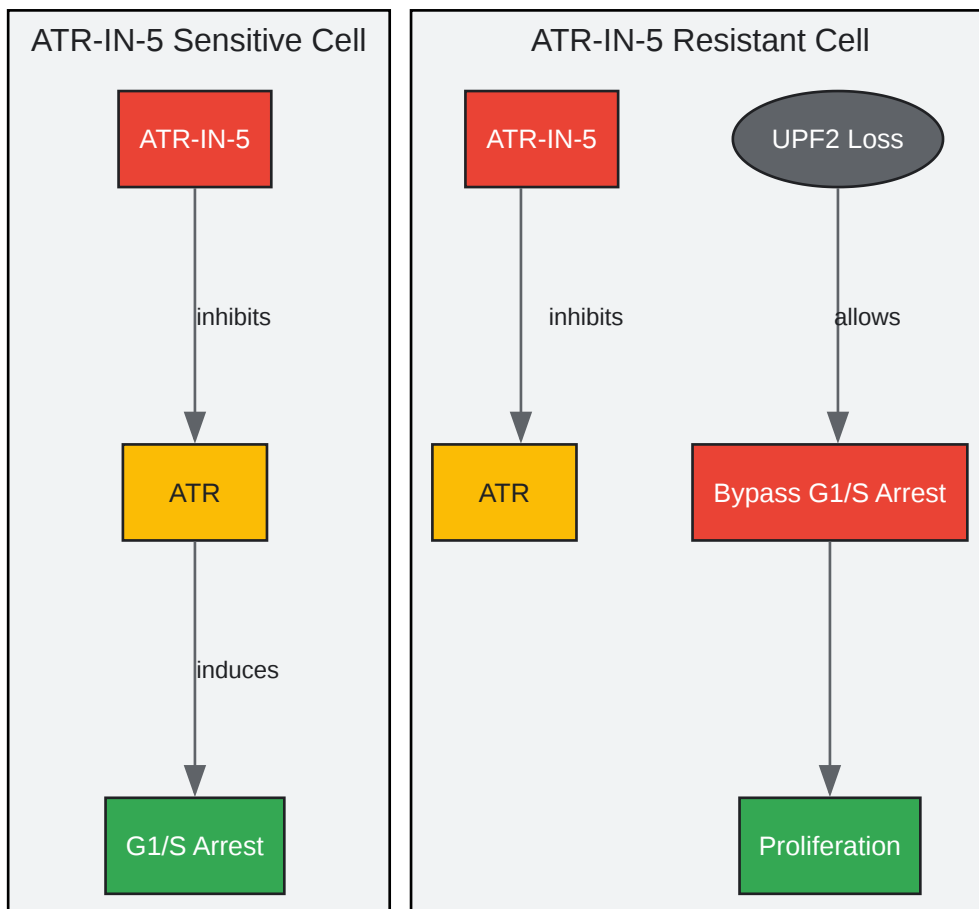 ATR-IN-5 Sensitive Cell
ATR-IN-5
inhibits
ATR
induces
G1/S Arrest
ATR-IN-5 Resistant Cell
ATR-IN-5
UPF2 Loss
inhibits
allows
ATR
Bypass G1/S Arrest
Proliferation